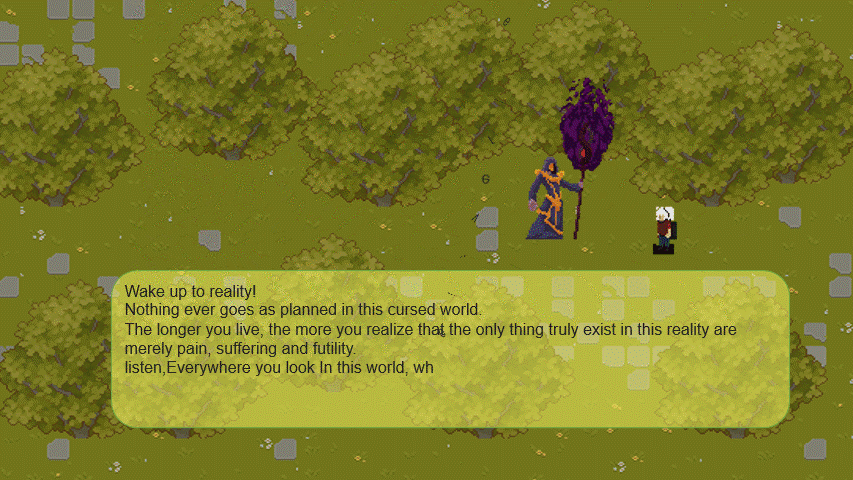 G
Wake up to reality!
Nothing ever goes as planned in this cursed world.
The longer you live, the more you realize that the only thing truly exist in this reality are
merely pain, suffering and futility.
listen,Everywhere you look In this world, wh